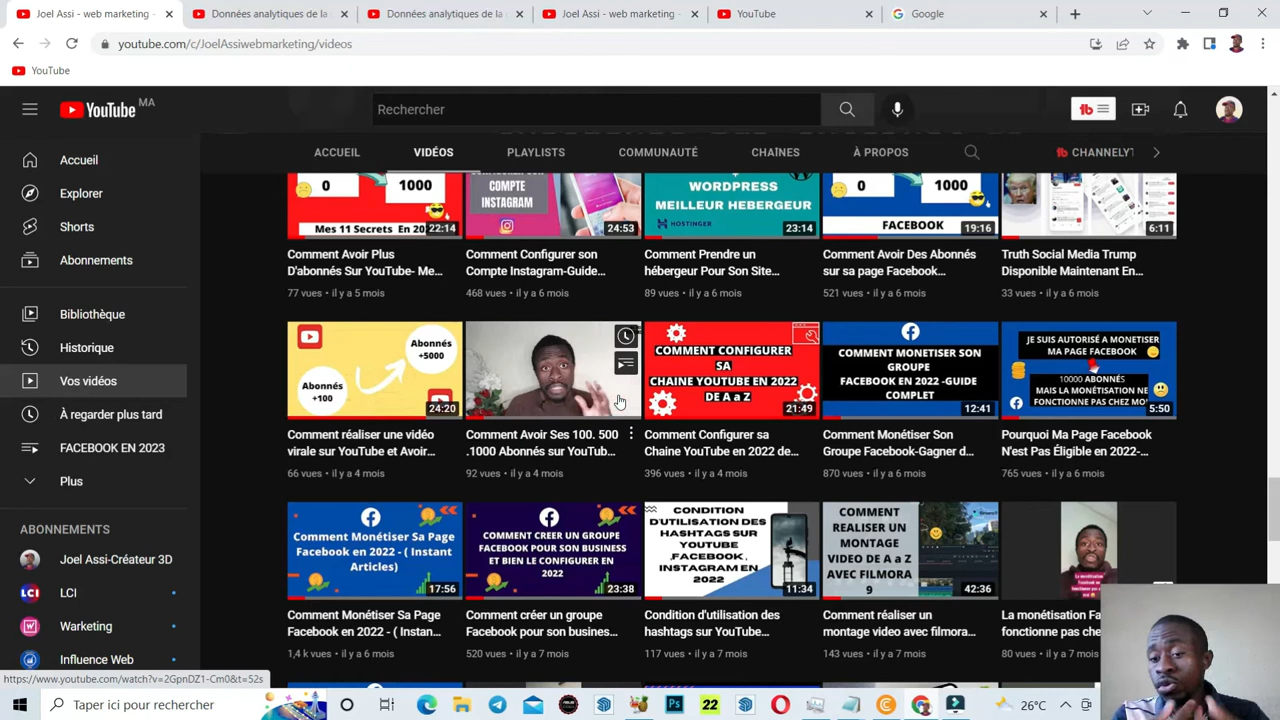 Joel Assi - web marketing -
Données analytiques de la
Données analytiques de la
Joel Assi - web marketing -
YouTube
Google
youtube.com/c/JoelAssiwebmarketing/videos
YouTube
YouTube MA
Rechercher
ACCUEIL
VIDÉOS
PLAYLISTS
COMMUNAUTÉ
CHAÎNES
À PROPOS
CHANNELYT
Accueil
Explorer
Shorts
Abonnements
Bibliothèque
Historique
Vos vidéos
À regarder plus tard
FACEBOOK EN 2023
Plus
ABONNEMENTS
Joel Assi-Créateur 3D
LCI
Warketing
Influence Web
0
1000
Mes 11 Secrets En
22:14
COMPTE
INSTAGRAM
24:53
WORDPRESS
MEILLEUR HEBERGEUR
HOSTINGER
23:14
0
1000
FACEBOOK
19:16
6:11
Comment Avoir Plus
D'abonnés Sur YouTube- Me...
77 vues • il y a 5 mois
Comment Configurer son
Compte Instagram-Guide...
468 vues • il y a 6 mois
Comment Prendre un
hébergeur Pour Son Site...
89 vues • il y a 6 mois
Comment Avoir Des Abonnés
sur sa page Facebook...
521 vues • il y a 6 mois
Truth Social Media Trump
Disponible Maintenant En...
33 vues • il y a 6 mois
Abonnés
+5000
Abonnés
+100
24:20
COMMENT CONFIGURER
SA
CHAINE YOUTUBE EN 2022
DE A a Z
21:49
COMMENT MONETISER SON
GROUPE
FACEBOOK EN 2022 -GUIDE
COMPLET
12:41
JE SUIS AUTORISÉ A MONETISER
MA PAGE FACEBOOK
10000 ABONNÉS
MAIS LA MONÉTISATION NE
FONCTIONNE PAS CHEZ MOI
5:50
Comment réaliser une vidéo
virale sur YouTube et Avoir...
66 vues • il y a 4 mois
Comment Avoir Ses 100. 500
.1000 Abonnés sur YouTub...
92 vues • il y a 4 mois
Comment Configurer sa
Chaine YouTube en 2022 de...
396 vues • il y a 4 mois
Comment Monétiser Son
Groupe Facebook-Gagner d...
870 vues • il y a 6 mois
Pourquoi Ma Page Facebook
N'est Pas Éligible en 2022-...
765 vues • il y a 6 mois
Comment Monétiser Sa Page
Facebook en 2022 - ( Instant
Articles)
17:56
COMMENT CREER UN GROUPE
FACEBOOK POUR SON BUSINESS
ET BIEN LE CONFIGURER EN
2022
23:38
CONDITION
D'UTILISATION DES
HASHTAGS SUR
YOUTUBE
,FACEBOOK ,
INSTAGRAM EN
2022
11:34
COMMENT
REALISER UN
MONTAGE
VIDEO DE A a Z
AVEC FILMORA
9
42:36
Comment Monétiser Sa Page
Facebook en 2022 - ( Instan...
1,4 k vues • il y a 6 mois
Comment créer un groupe
Facebook pour son busines...
520 vues • il y a 7 mois
Condition d'utilisation des
hashtags sur YouTube...
117 vues • il y a 7 mois
Comment réaliser un
montage video avec filmora...
143 vues • il y a 7 mois
La monétisation Fa
fonctionne pas che
80 vues • il y a 7 mois
https://www.youtube.com/watch?v=2GpnDZ1-Cm0&t=52s
Taper ici pour rechercher
22
26°C